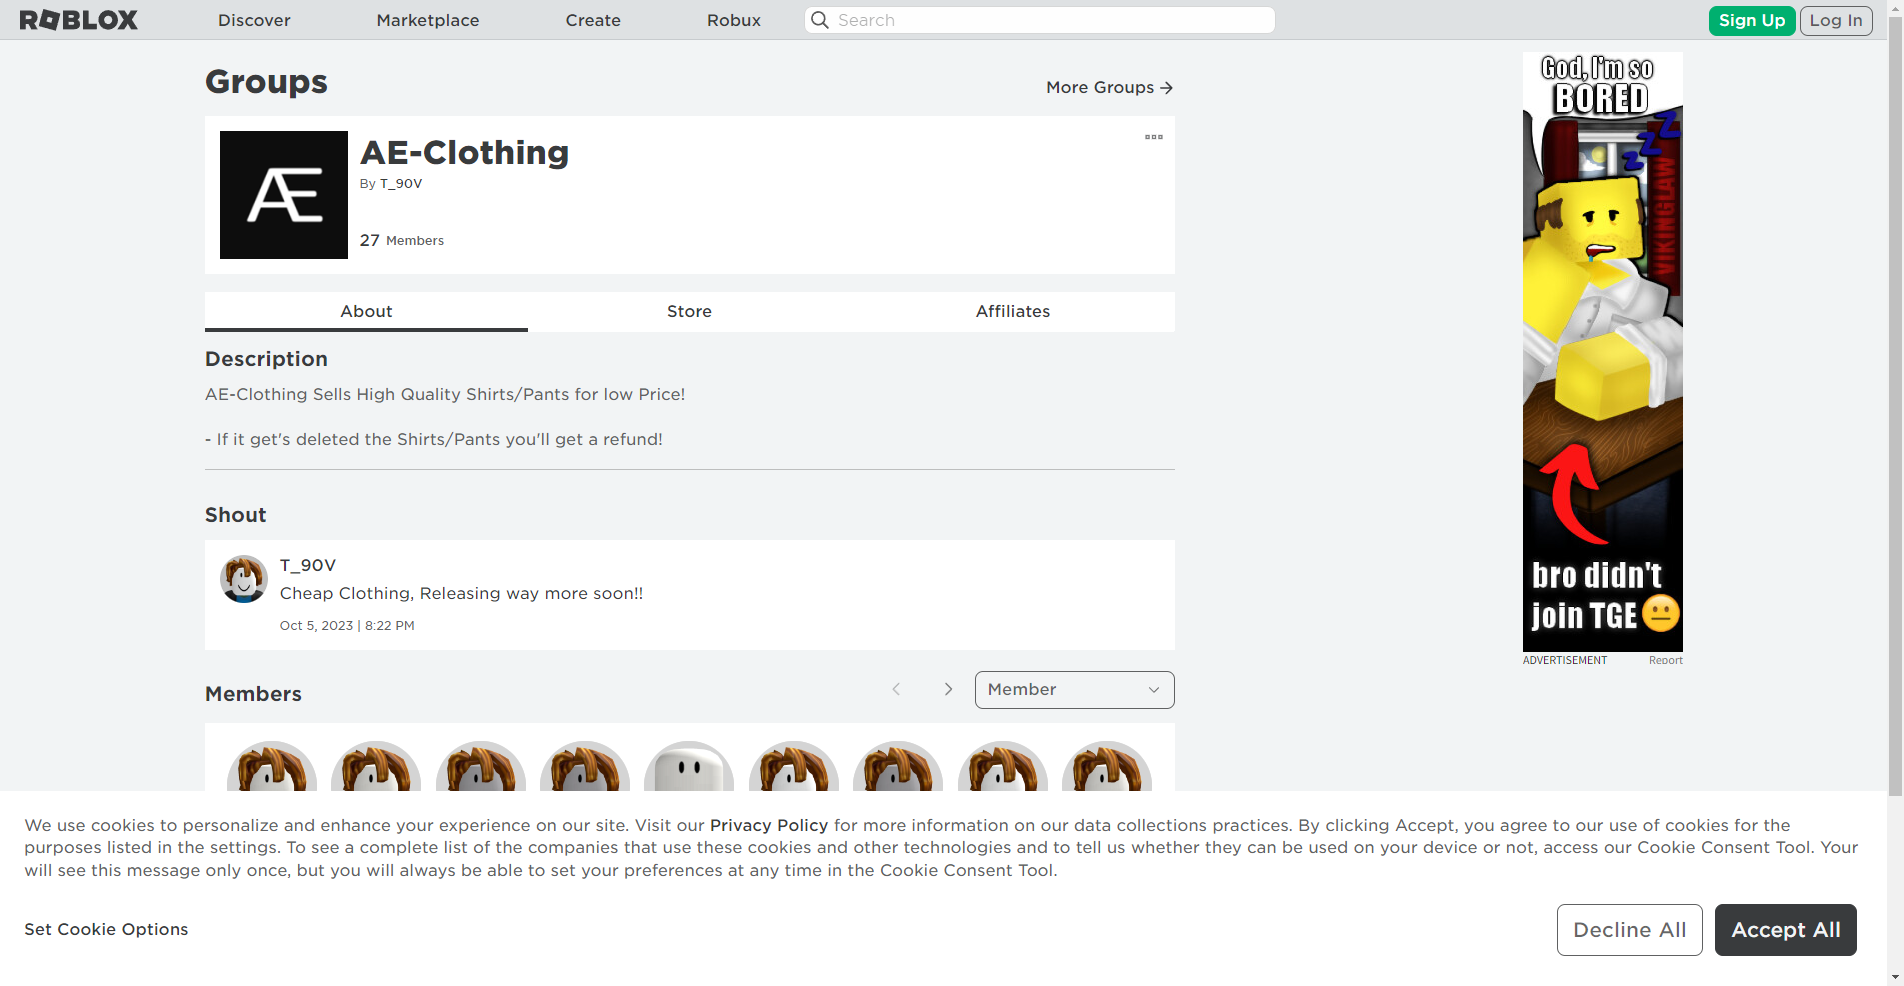 ROBLOX
Discover
Marketplace
Create
Robux
Search
Sign Up
Log In
Groups
More Groups →
AE-Clothing
By T_90V
27 Members
About
Store
Affiliates
Description
AE-Clothing Sells High Quality Shirts/Pants for low Price!
- If it get's deleted the Shirts/Pants you'll get a refund!
Shout
T_90V
Cheap Clothing, Releasing way more soon!!
Oct 5, 2023 | 8:22 PM
Members
Member
God, I'm so
BORED
zzz
VIKINGLAW
bro didn't
join TGE
ADVERTISEMENT
Report
We use cookies to personalize and enhance your experience on our site. Visit our Privacy Policy for more information on our data collections practices. By clicking Accept, you agree to our use of cookies for the
purposes listed in the settings. To see a complete list of the companies that use these cookies and other technologies and to tell us whether they can be used on your device or not, access our Cookie Consent Tool. Your
will see this message only once, but you will always be able to set your preferences at any time in the Cookie Consent Tool.
Set Cookie Options
Decline All
Accept All